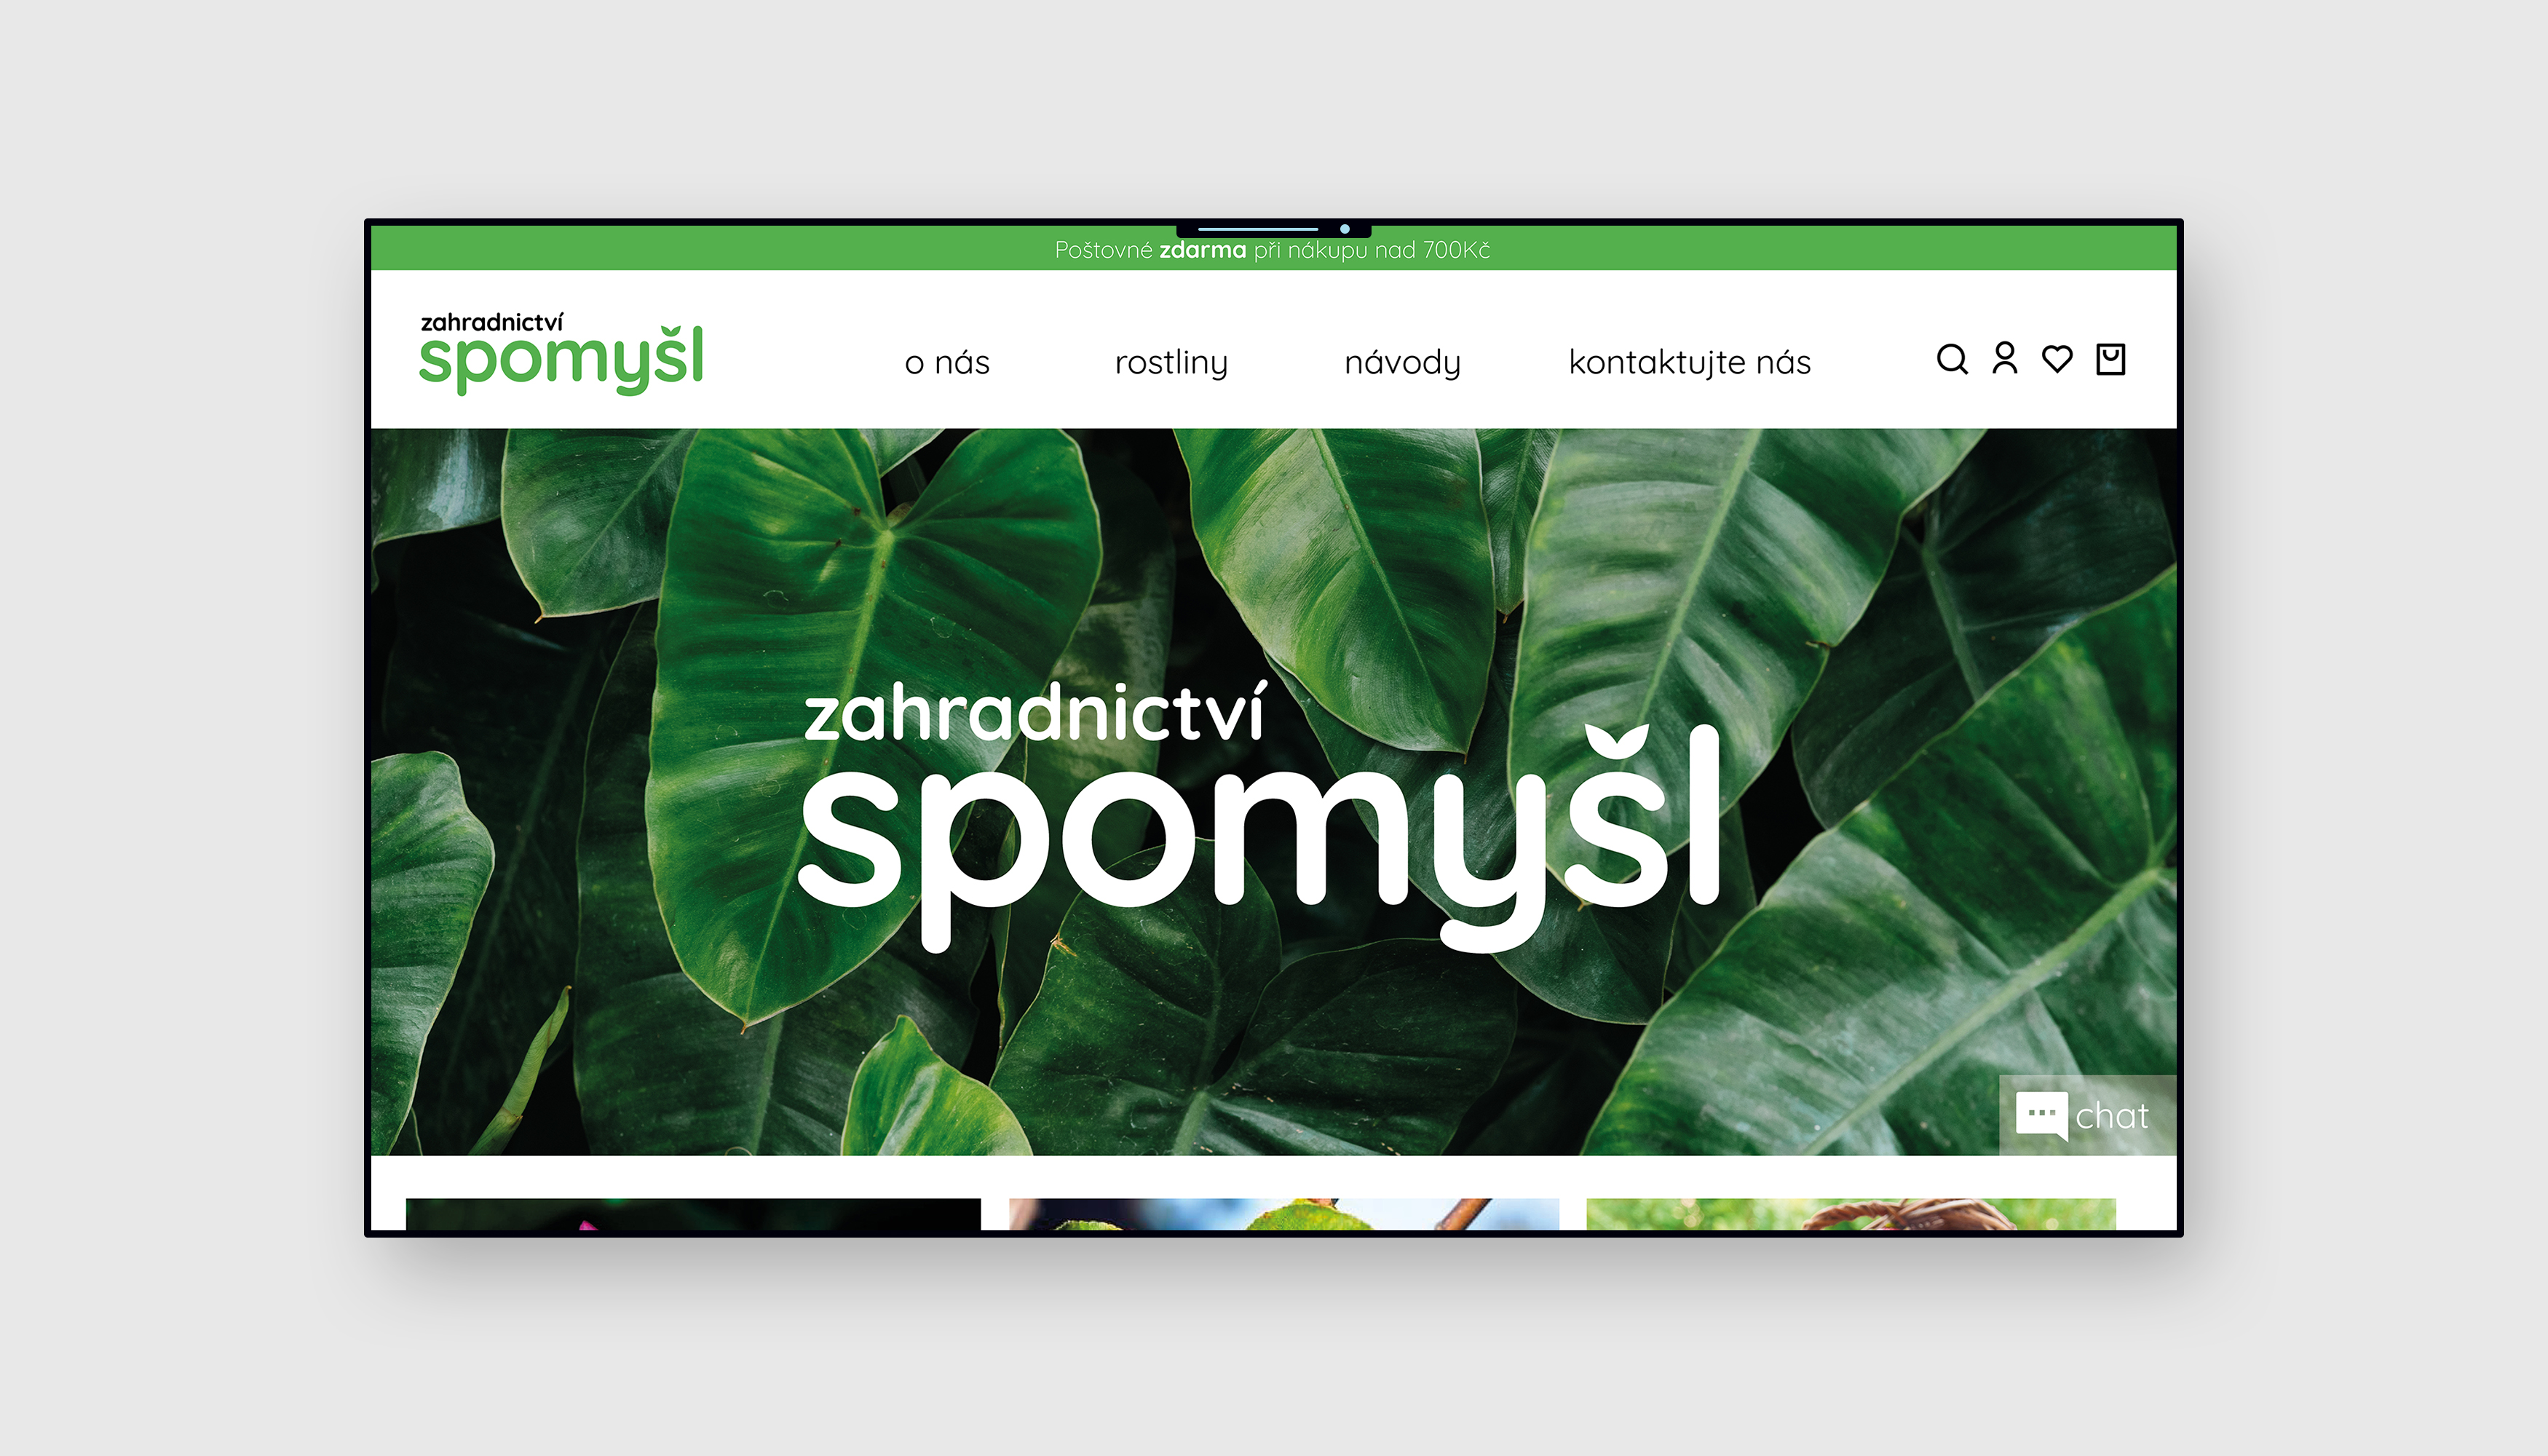 Poštovné zdarma při nákupu nad 700Kč
zahradnictví
spomyšl
o nás
rostliny
návody
kontaktujte nás
zahradnictví
spomyšl
chat